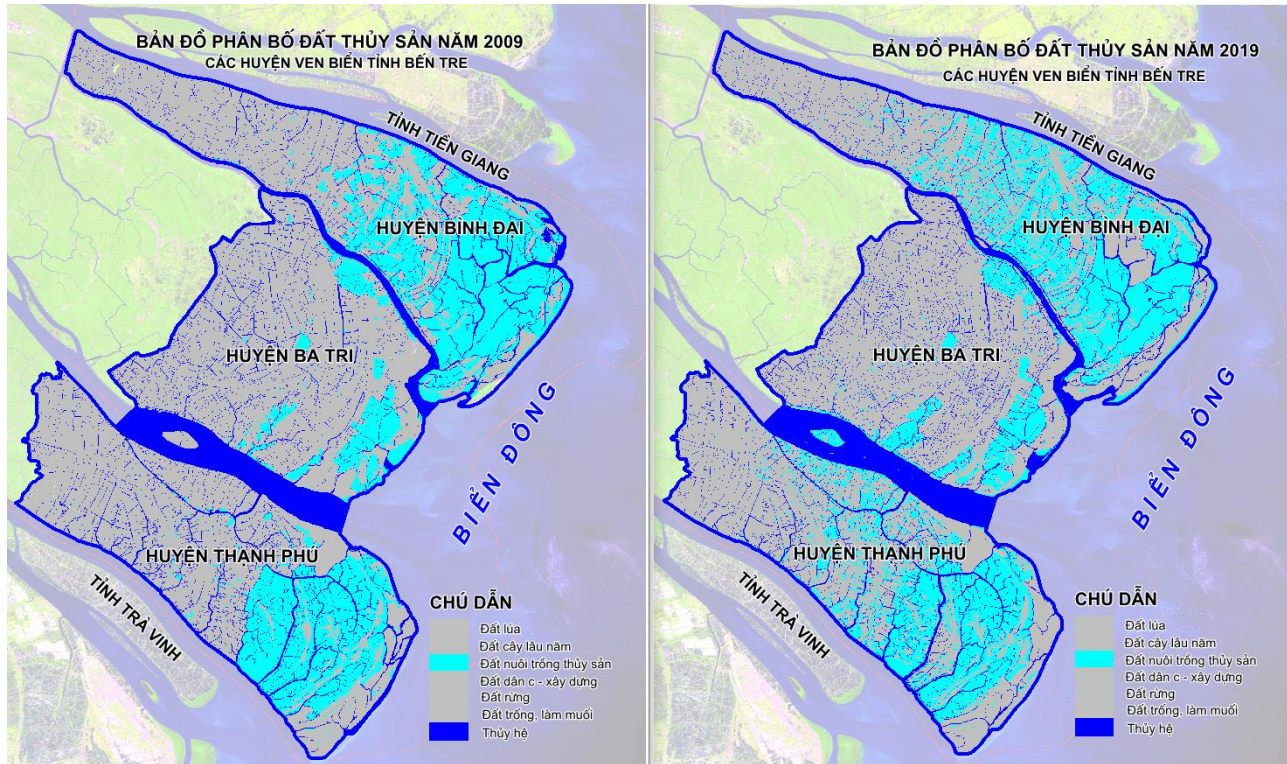 BẢN ĐỒ PHÂN BỐ ĐẤT THỦY SẢN NĂM 2009
CÁC HUYỆN VEN BIỂN TỈNH BẾN TRE
TỈNH TIỀN GIANG
HUYỆN BÌNH ĐẠI
HUYỆN BA TRI
BIỂN ĐÔNG
HUYỆN THẠNH PHÚ
TỈNH TRÀ VINH
CHÚ DẪN
Đất lúa
Đất cây lâu năm
Đất nuôi trồng thủy sản
Đất dân c - xây dựng
Đất rừng
Đất trống, làm muối
Thủy hệ
BẢN ĐỒ PHÂN BỐ ĐẤT THỦY SẢN NĂM 2019
CÁC HUYỆN VEN BIỂN TỈNH BẾN TRE
TỈNH TIỀN GIANG
HUYỆN BÌNH ĐẠI
HUYỆN BA TRI
BIỂN ĐÔNG
HUYỆN THẠNH PHÚ
TỈNH TRÀ VINH
CHÚ DẪN
Đất lúa
Đất cây lâu năm
Đất nuôi trồng thủy sản
Đất dân c - xây dựng
Đất rừng
Đất trống, làm muối
Thủy hệ